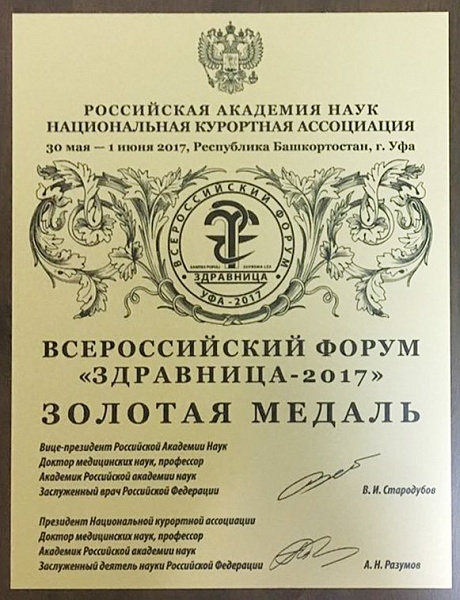 РОССИЙСКАЯ АКАДЕМИЯ НАУК
НАЦИОНАЛЬНАЯ КУРОРТНАЯ АССОЦИАЦИЯ
30 мая — 1 июня 2017, Республика Башкортостан, г. Уфа
ВСЕРОССИЙСКИЙ ФОРУМ
ЗДРАВНИЦА
УФА - 2017
ВСЕРОССИЙСКИЙ ФОРУМ
«ЗДРАВНИЦА-2017»
ЗОЛОТАЯ МЕДАЛЬ
Вице-президент Российской Академии Наук
Доктор медицинских наук, профессор
Академик Российской академии наук
Заслуженный врач Российской Федерации В. И. Стародубов
Президент Национальной курортной ассоциации
Доктор медицинских наук, профессор
Академик Российской академии наук
Заслуженный деятель науки Российской Федерации А. Н. Разумов